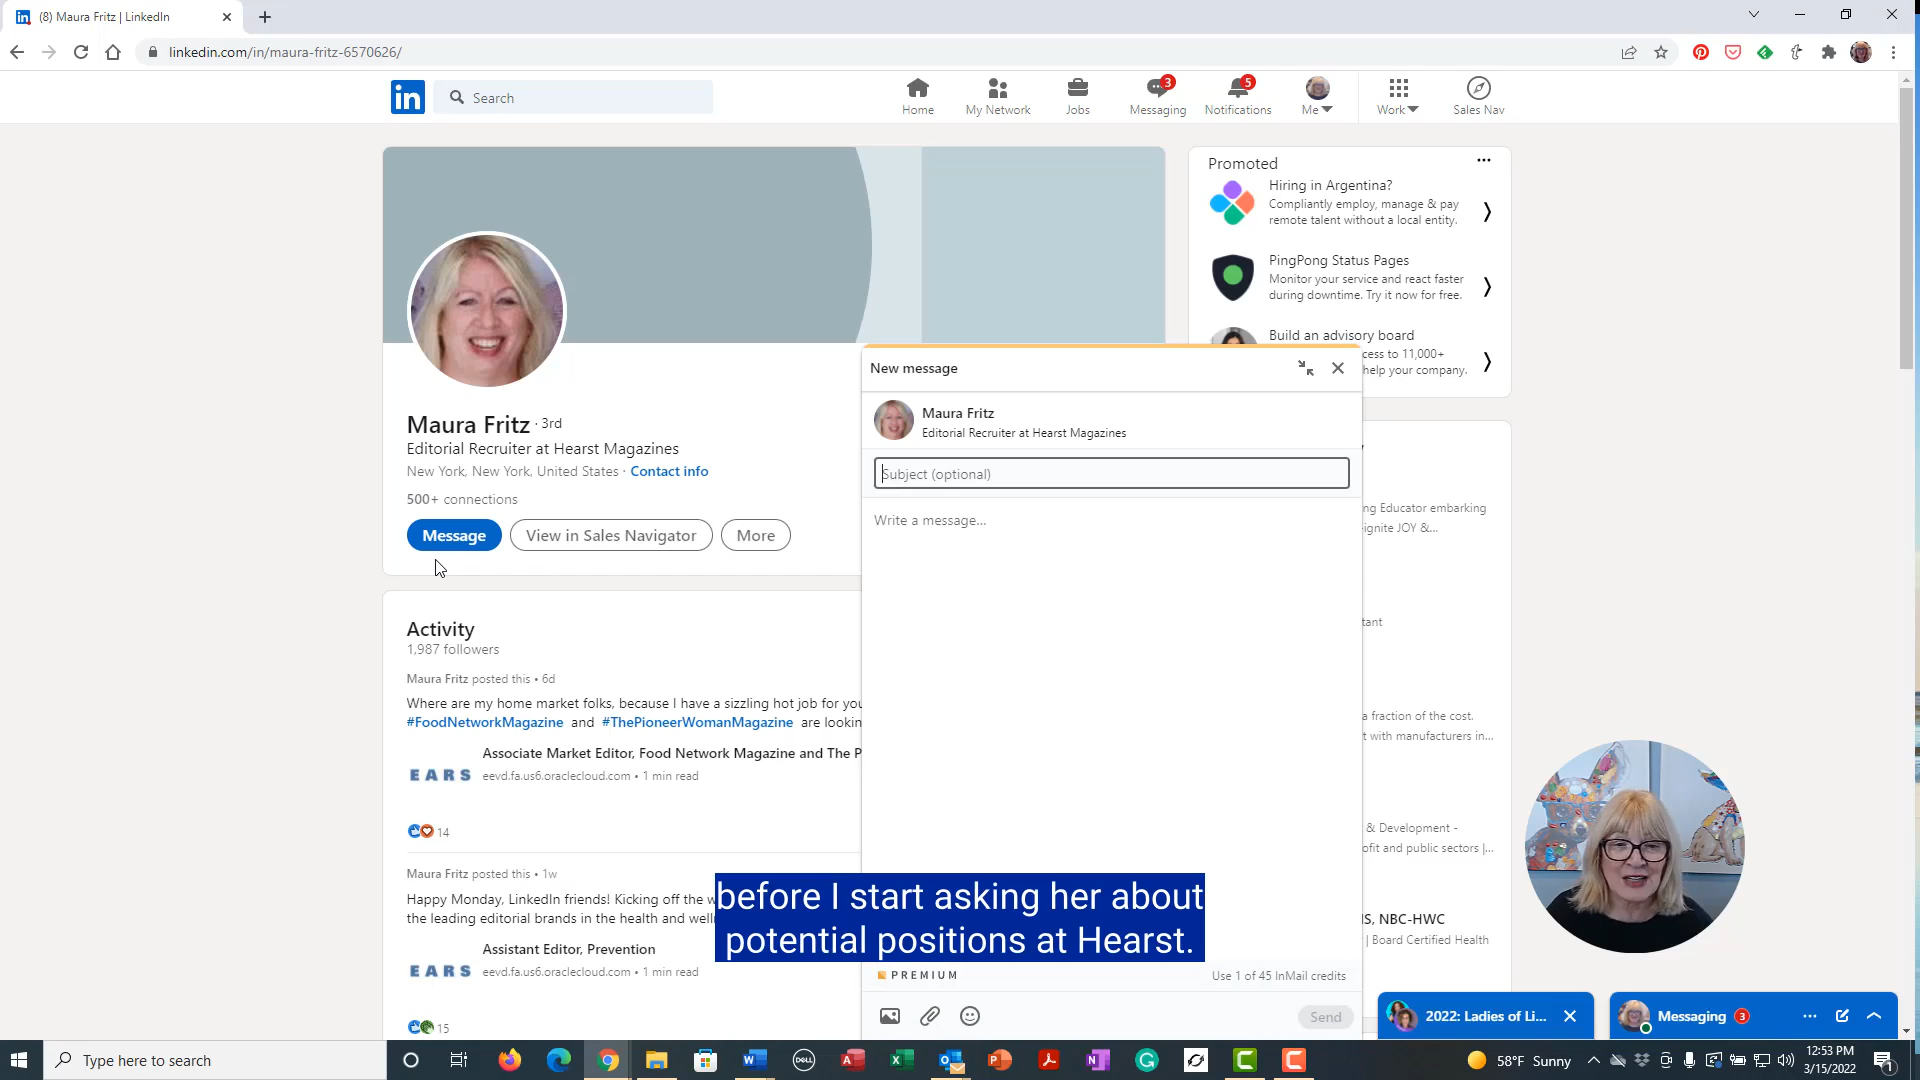 (8) Maura Fritz | LinkedIn
linkedin.com/in/maura-fritz-6570626/
in
Search
Home
My Network
Jobs
3
Messaging
5
Notifications
Me
Work
Sales Nav
Promoted
Hiring in Argentina?
Compliantly employ, manage & pay
remote talent without a local entity.
PingPong Status Pages
Monitor your service and react faster
during downtime. Try it now for free.
Build an advisory board
cess to 11,000+
help your company.
Maura Fritz · 3rd
Editorial Recruiter at Hearst Magazines
New York, New York, United States · Contact info
500+ connections
Message
View in Sales Navigator
More
Activity
1,987 followers
Maura Fritz posted this • 6d
Where are my home market folks, because I have a sizzling hot job for you
#FoodNetworkMagazine and #ThePioneerWomanMagazine are lookin
Associate Market Editor, Food Network Magazine and The P
EARS
eevd.fa.us6.oraclecloud.com • 1 min read
14
Maura Fritz posted this • 1w
Happy Monday, LinkedIn friends! Kicking off the w
the leading editorial brands in the health and well
Assistant Editor, Prevention
EARS
eevd.fa.us6.oraclecloud.com • 1 min read
15
New message
Maura Fritz
Editorial Recruiter at Hearst Magazines
Subject (optional)
Write a message...
PREMIUM
Use 1 of 45 InMail credits
Send
ng Educator embarking
ignite JOY &...
tant
a fraction of the cost.
t with manufacturers in...
& Development -
ofit and public sectors |...
S, NBC-HWC
| Board Certified Health
before I start asking her about
potential positions at Hearst.
2022: Ladies of Li...
Messaging 3
Type here to search
DELL
58°F Sunny
12:53 PM
3/15/2022
1